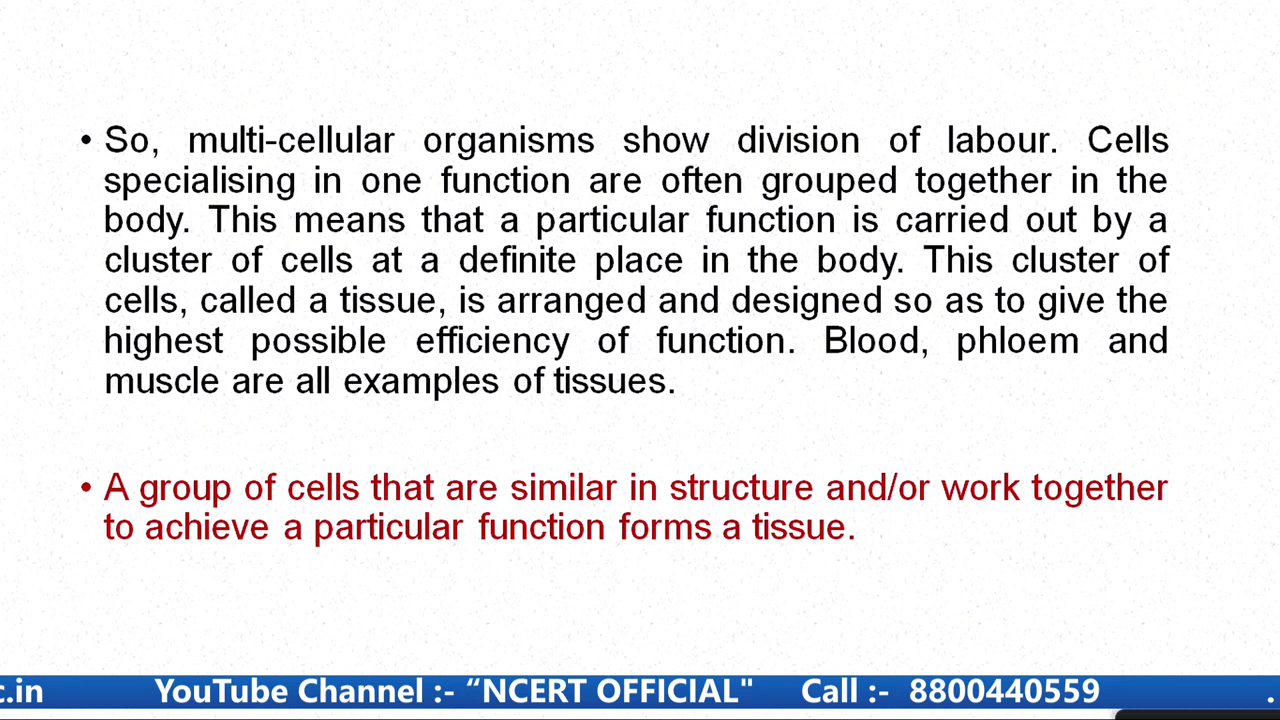 • So, multi-cellular organisms show division of labour. Cells
specialising in one function are often grouped together in the
body. This means that a particular function is carried out by a
cluster of cells at a definite place in the body. This cluster of
cells, called a tissue, is arranged and designed so as to give the
highest possible efficiency of function. Blood, phloem and
muscle are all examples of tissues.
• A group of cells that are similar in structure and/or work together
to achieve a particular function forms a tissue.
c.in YouTube Channel :- “NCERT OFFICIAL" Call :- 8800440559 .